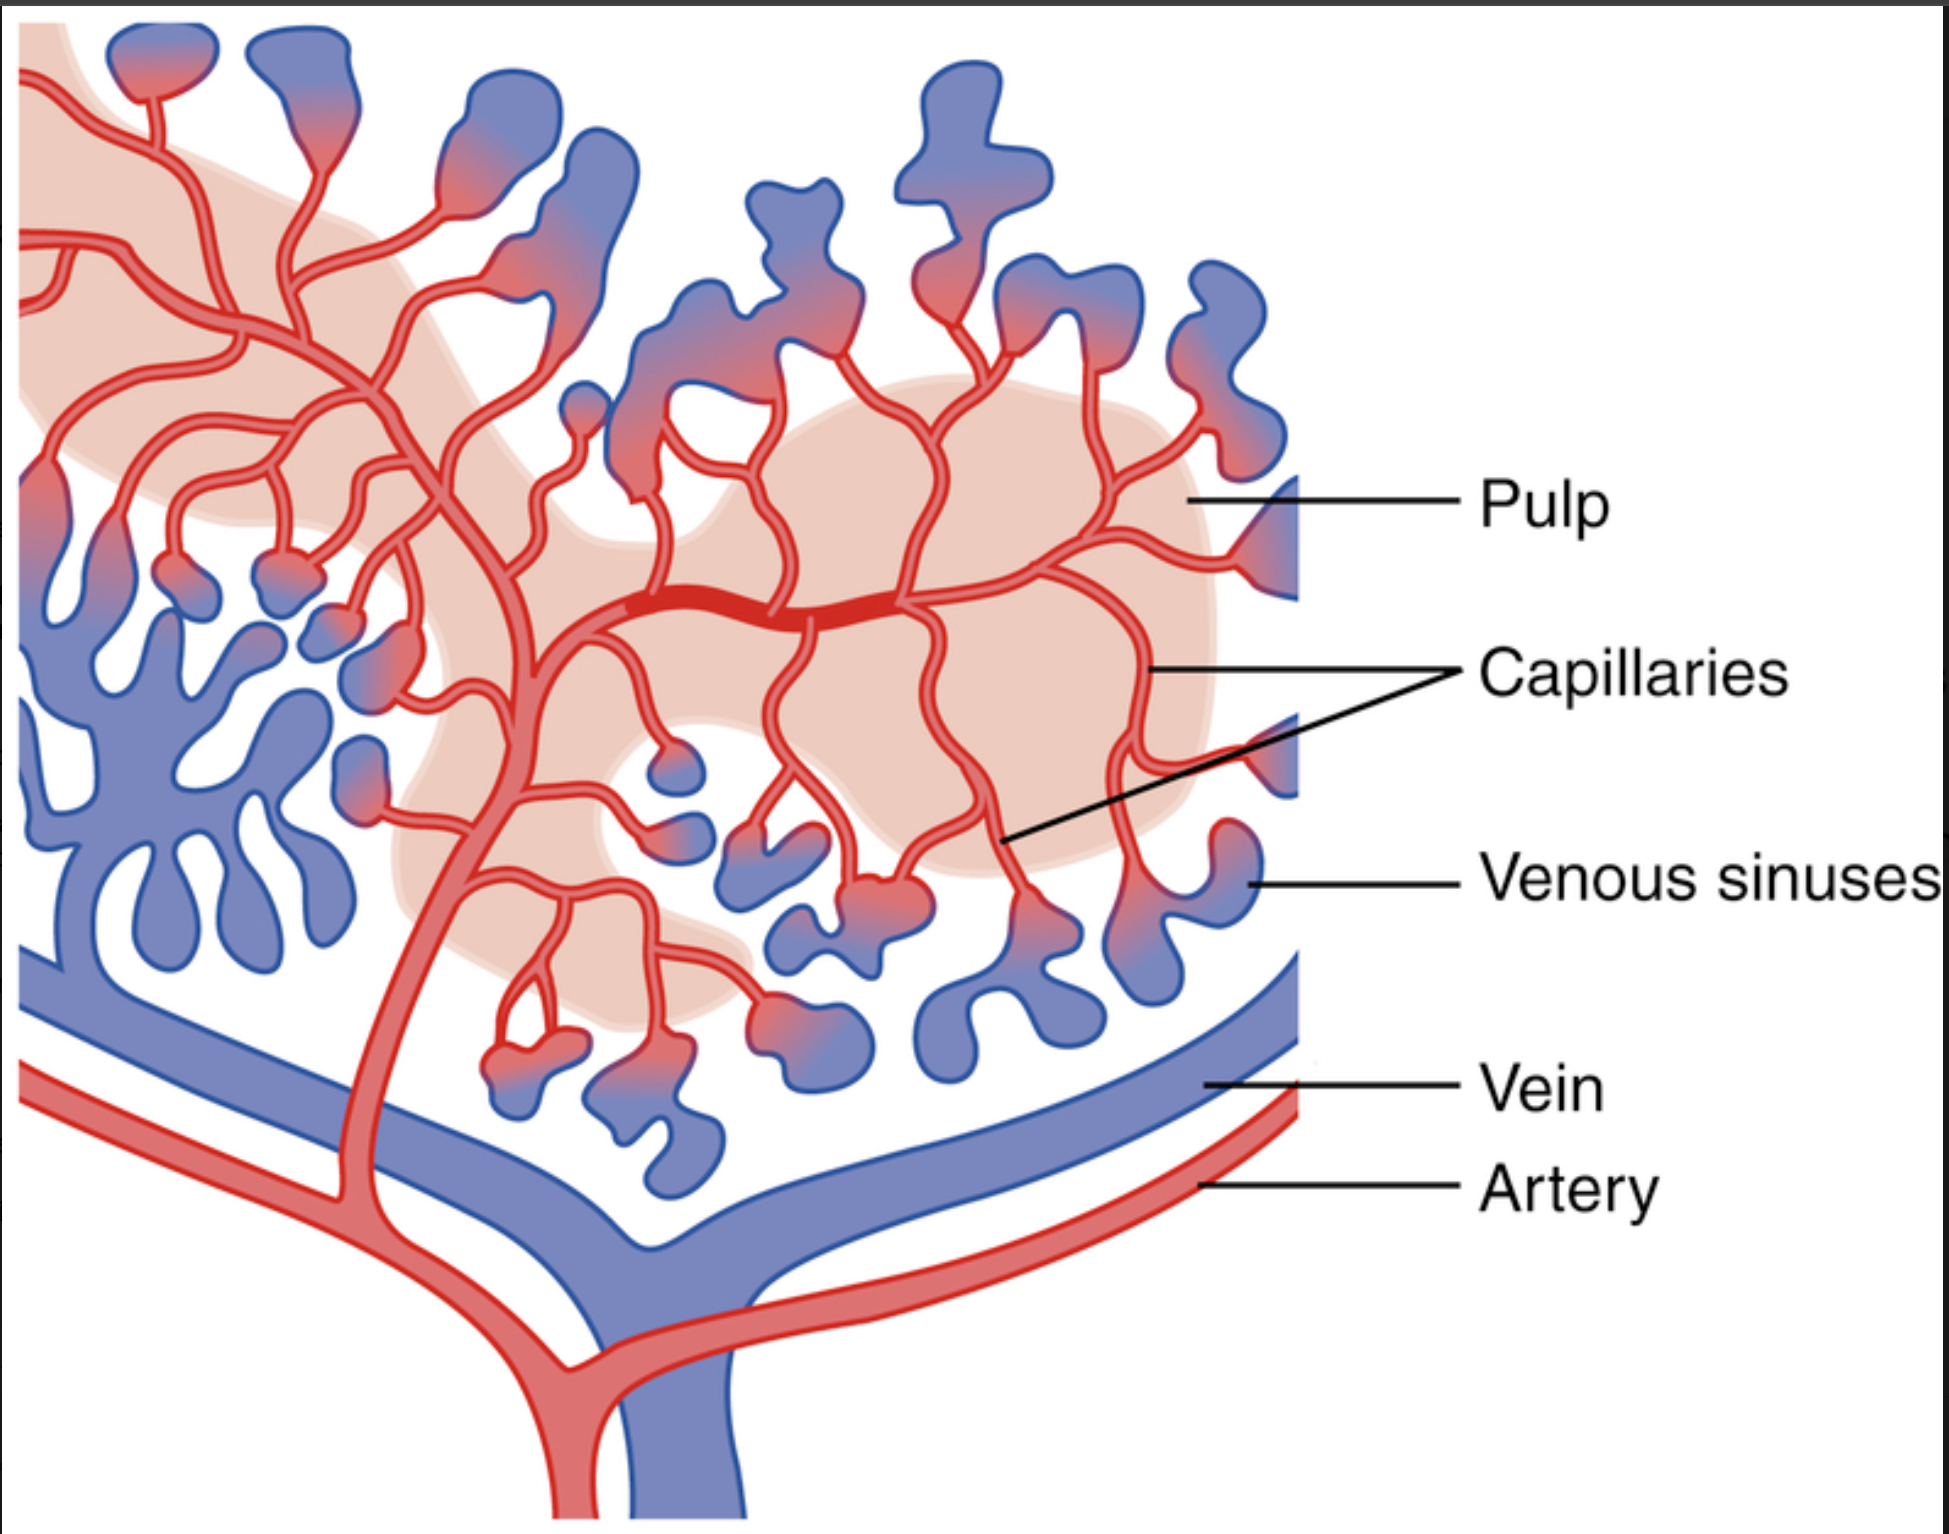 Pulp
Capillaries
Venous sinuses
Vein
Artery